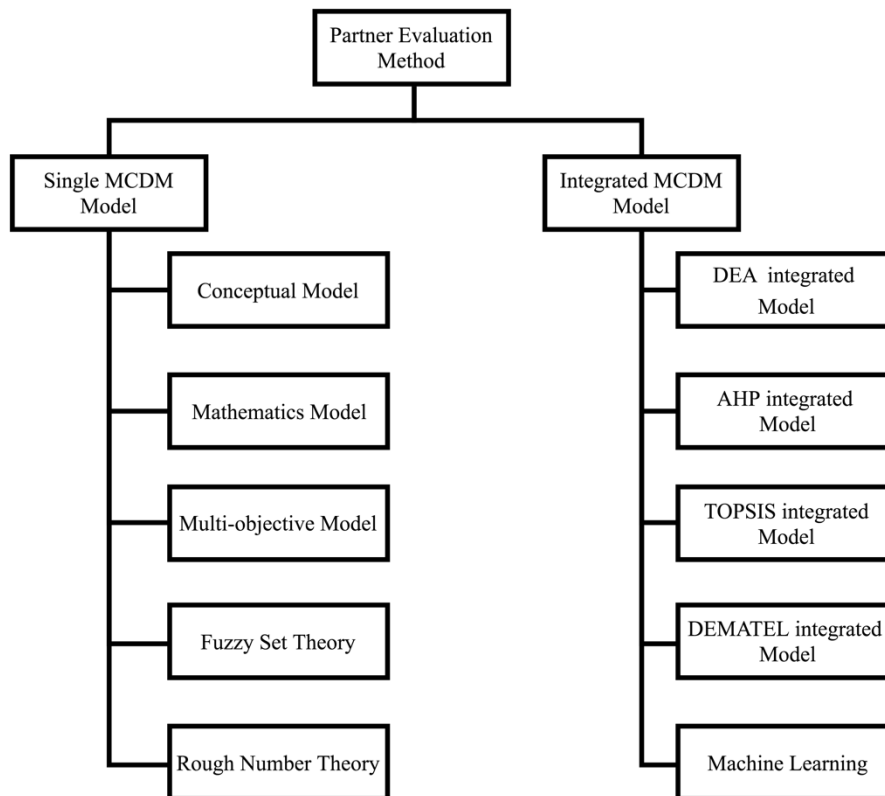 Partner Evaluation
Method
Single MCDM
Model
Integrated MCDM
Model
Conceptual Model
Mathematics Model
Multi-objective Model
Fuzzy Set Theory
Rough Number Theory
DEA integrated
Model
AHP integrated
Model
TOPSIS integrated
Model
DEMATEL integrated
Model
Machine Learning